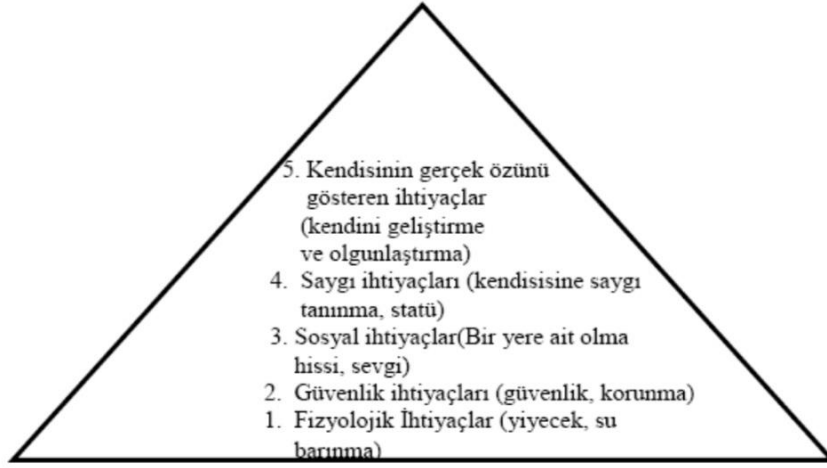 5. Kendisinin gerçek özünü
gösteren ihtiyaçlar
(kendini geliştirme
ve olgunlaştırma)
4. Saygı ihtiyaçları (kendisisine saygı
tanınma, statü)
3. Sosyal ihtiyaçlar(Bir yere ait olma
hissi, sevgi)
2. Güvenlik ihtiyaçları (güvenlik, korunma)
1. Fizyolojik İhtiyaçlar (yiyecek, su
barınma)